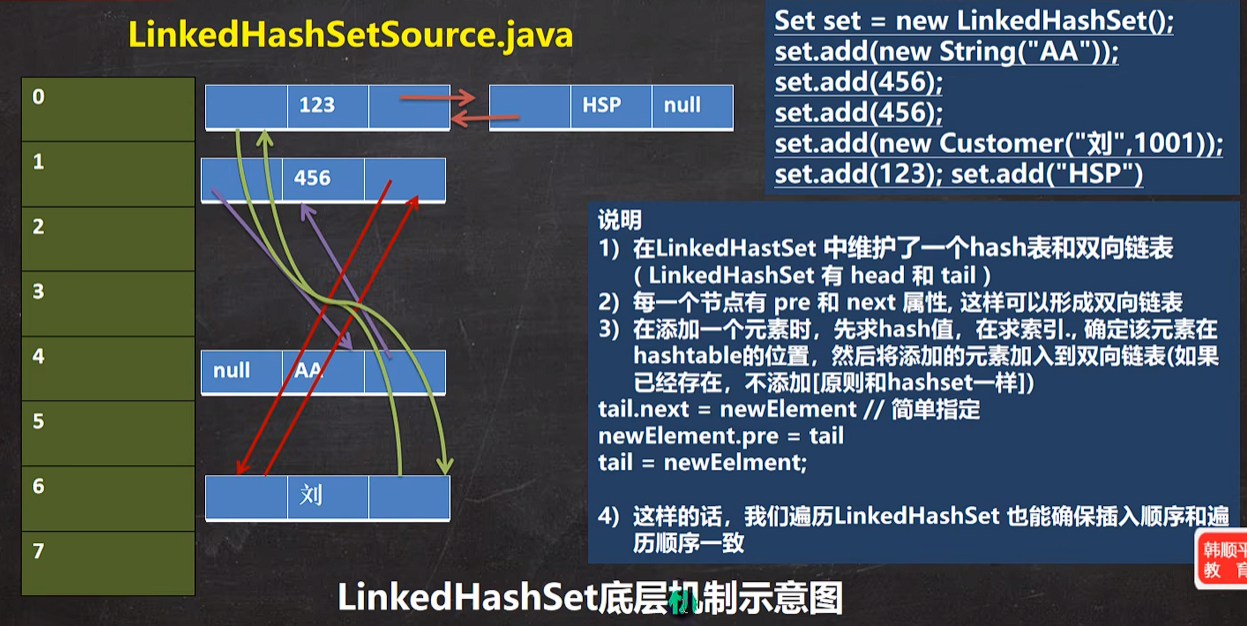 LinkedHashSetSource.java
Set set = new LinkedHashSet();
set.add(new String("AA"));
set.add(456);
set.add(456);
set.add(new Customer("刘",1001));
set.add(123); set.add("HSP")
0
1
2
3
4
5
6
7
123
HSP
null
456
null
AA
刘
说明
1) 在LinkedHastSet 中维护了一个hash表和双向链表
( LinkedHashSet 有 head 和 tail )
2) 每一个节点有 pre 和 next 属性, 这样可以形成双向链表
3) 在添加一个元素时，先求hash值，在求索引., 确定该元素在
hashtable的位置，然后将添加的元素加入到双向链表(如果
已经存在，不添加[原则和hashset一样])
tail.next = newElement // 简单指定
newElement.pre = tail
tail = newEelment;
4) 这样的话，我们遍历LinkedHashSet 也能确保插入顺序和遍
历顺序一致
韩顺平
教 育
LinkedHashSet底层机制示意图